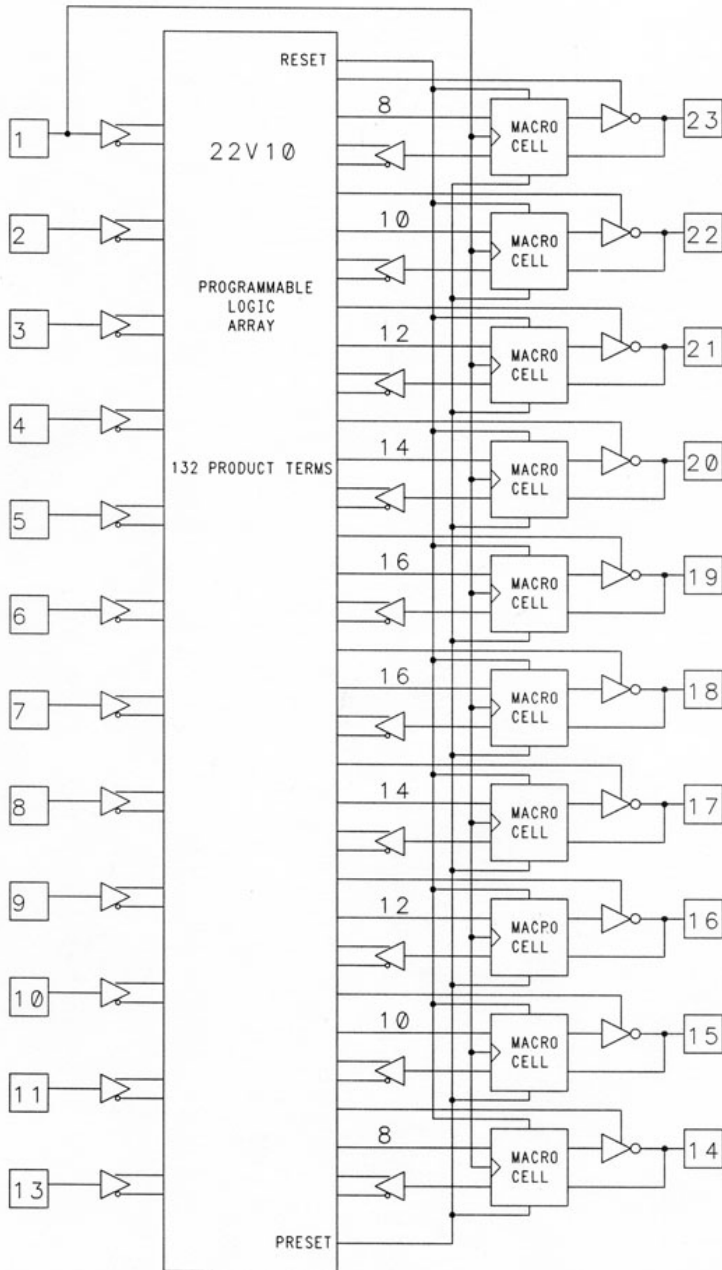 RESET
8
MACRO
CELL
23
1
22V10
2
10
MACRO
CELL
22
PROGRAMMABLE
LOGIC
ARRAY
3
12
MACRO
CELL
21
4
132 PRODUCT TERMS
14
MACRO
CELL
20
5
16
MACRO
CELL
19
6
16
MACRO
CELL
18
7
14
MACRO
CELL
17
8
12
MACPO
CELL
16
9
10
10
MACRO
CELL
15
11
8
MACRO
CELL
14
13
PRESET